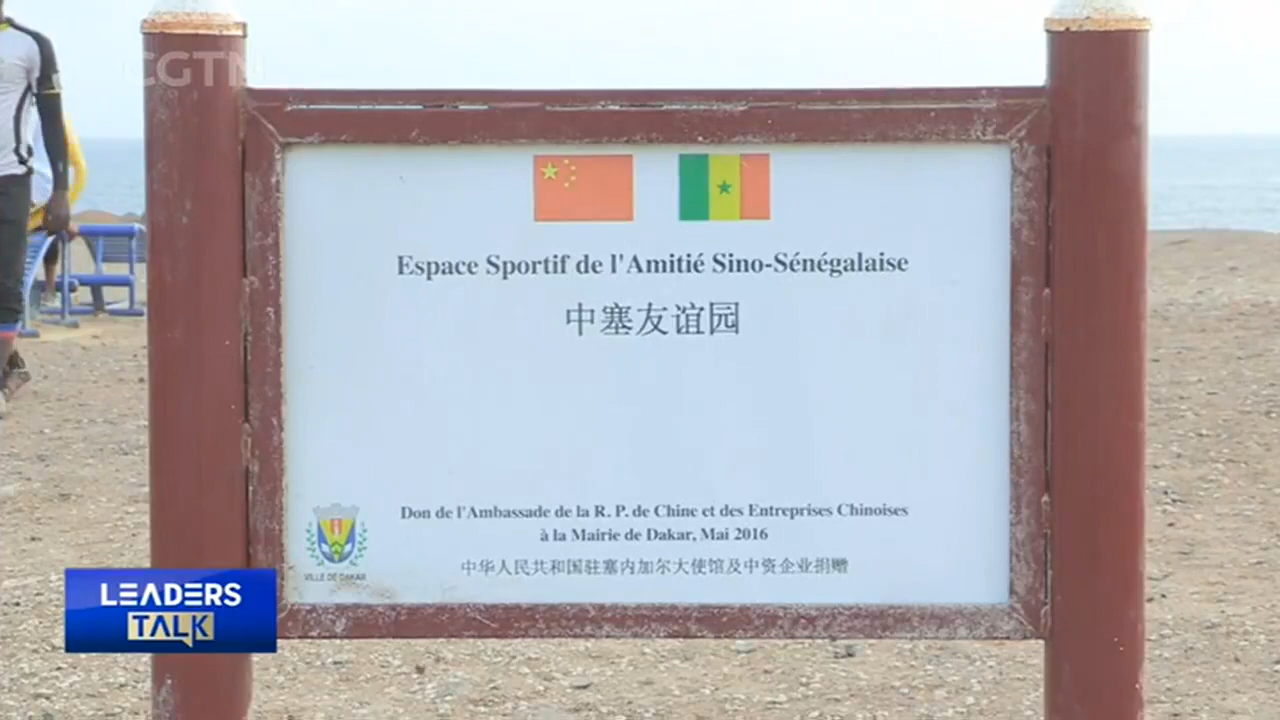 CGTN
Espace Sportif de l'Amitié Sino-Sénégalaise
中塞友谊园
Don de l'Ambassade de la R. P. de Chine et des Entreprises Chinoises
à la Mairie de Dakar, Mai 2016
中华人民共和国驻塞内加尔大使馆及中资企业捐赠
VILLE DE DAKAR
LEADERS
TALK